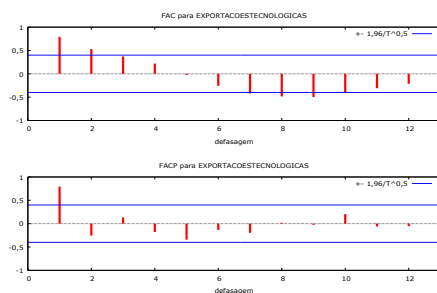 FAC para EXPORTACOESTECNOLOGICAS
+- 1,96/T^0,5
1
0,5
0
-0,5
-1
0 2 4 6 8 10 12
defasagem
FACP para EXPORTACOESTECNOLOGICAS
+- 1,96/T^0,5
1
0,5
0
-0,5
-1
0 2 4 6 8 10 12
defasagem